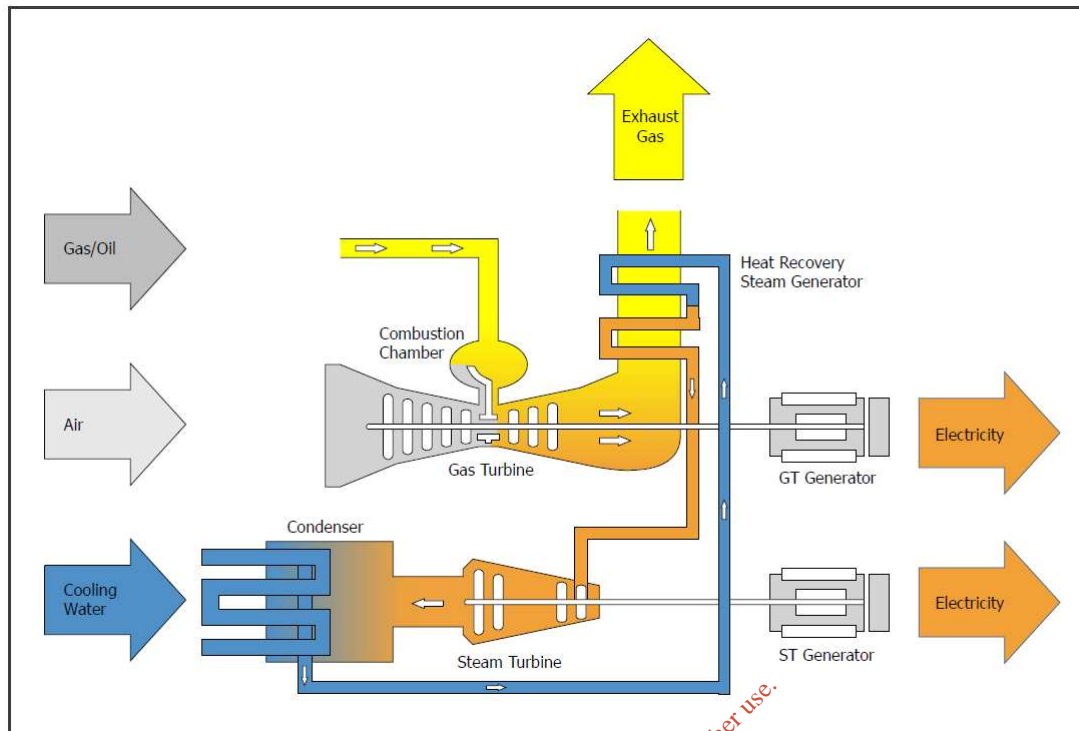 Exhaust
Gas
Gas/Oil
Heat Recovery
Steam Generator
Combustion
Chamber
Air
Electricity
Gas Turbine
GT Generator
Condenser
Cooling
Water
Electricity
Steam Turbine
ST Generator
her use.